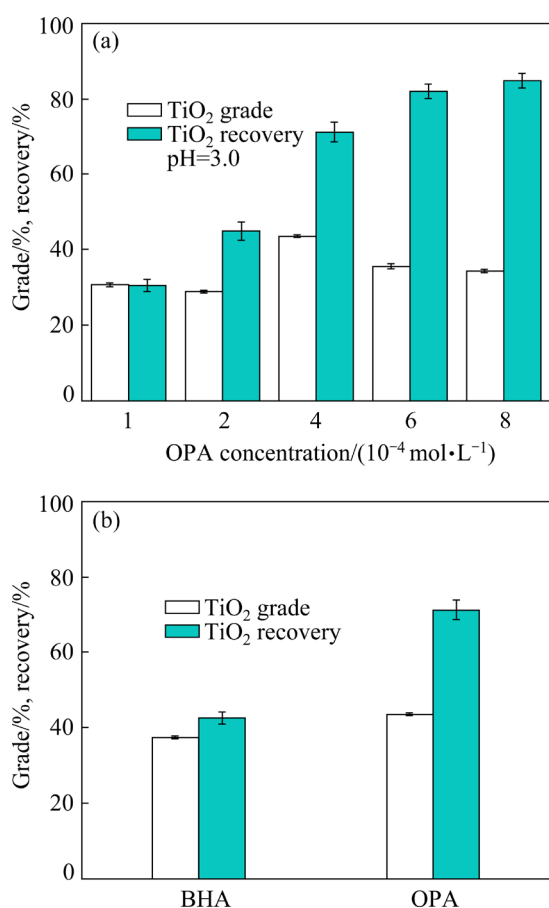 (a)
100
80
60
40
20
0
Grade/%, recovery/%
TiO₂ grade
TiO₂ recovery
pH=3.0
1 2 4 6 8
OPA concentration/(10⁻⁴ mol•L⁻¹)
(b)
100
80
60
40
20
0
Grade/%, recovery/%
TiO₂ grade
TiO₂ recovery
BHA OPA